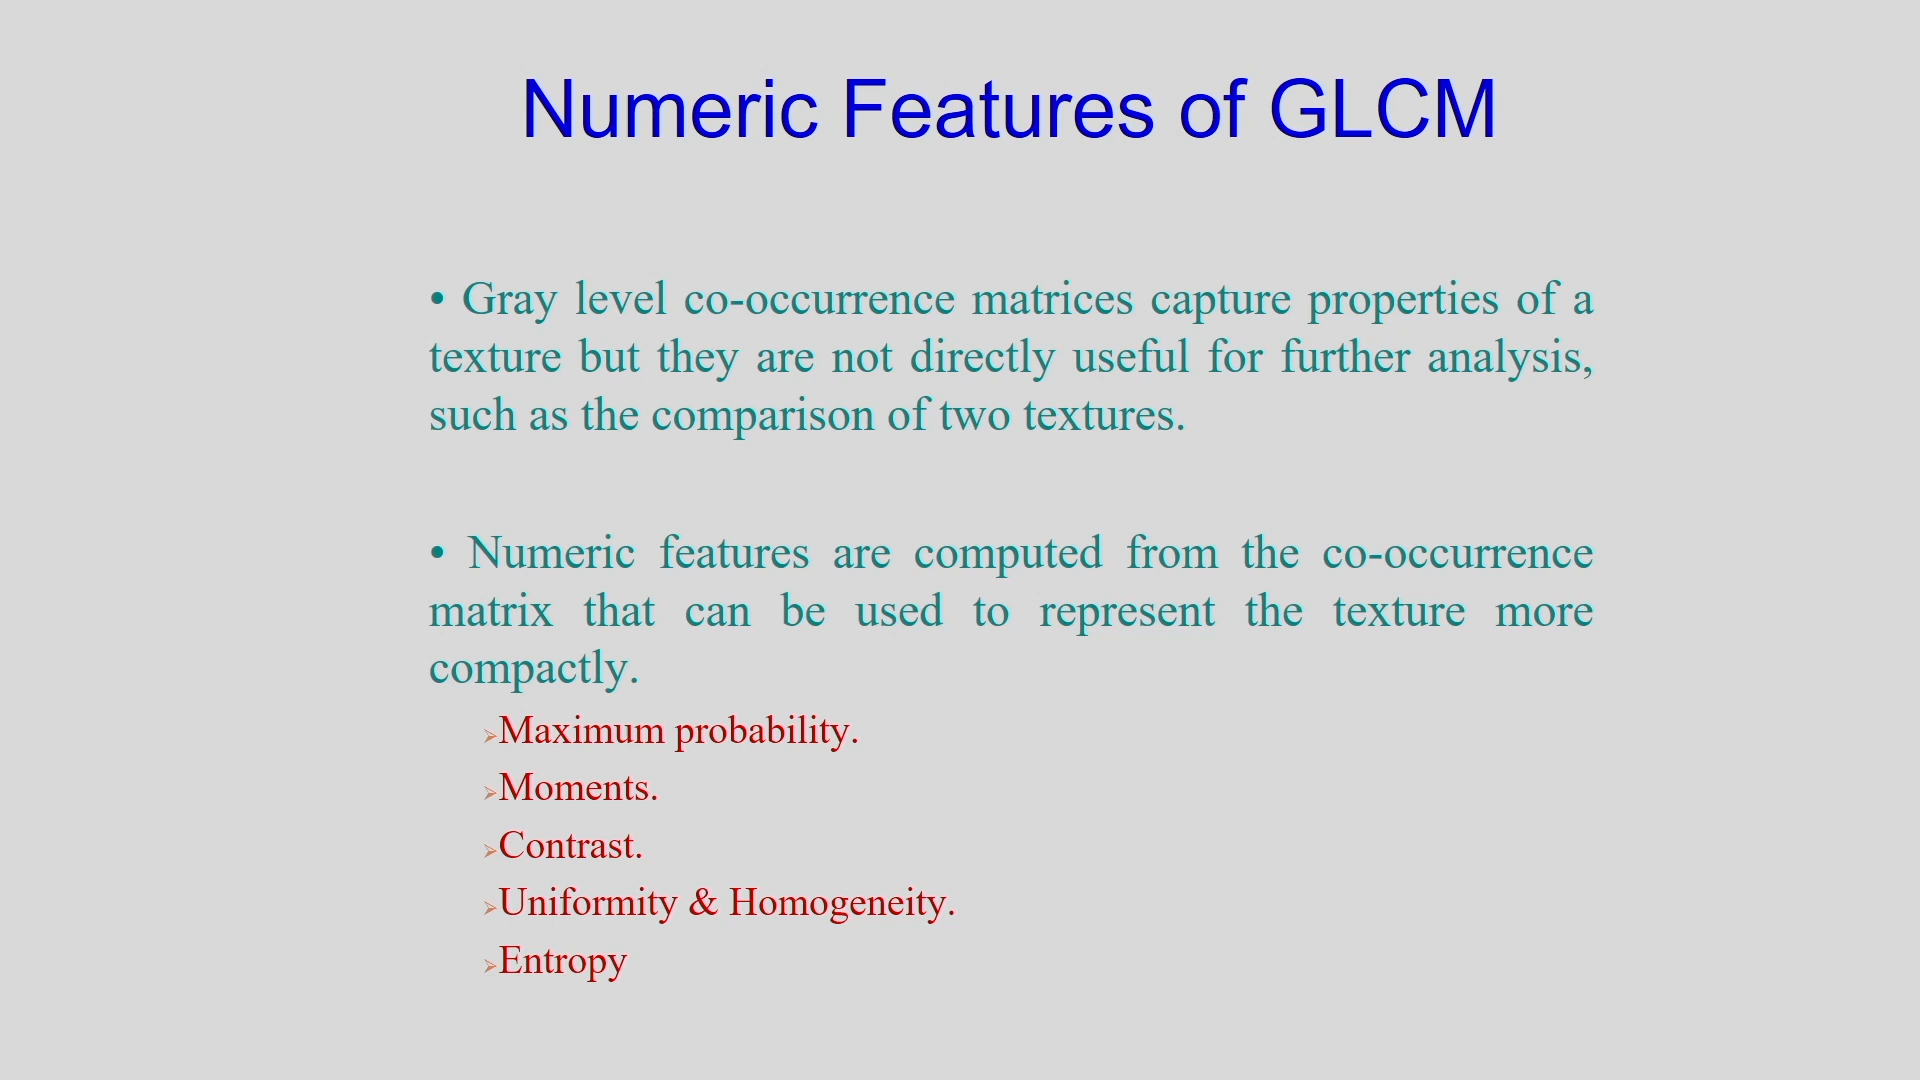 Numeric Features of GLCM
• Gray level co-occurrence matrices capture properties of a
texture but they are not directly useful for further analysis,
such as the comparison of two textures.
• Numeric features are computed from the co-occurrence
matrix that can be used to represent the texture more
compactly.
➢Maximum probability.
➢Moments.
➢Contrast.
➢Uniformity & Homogeneity.
➢Entropy